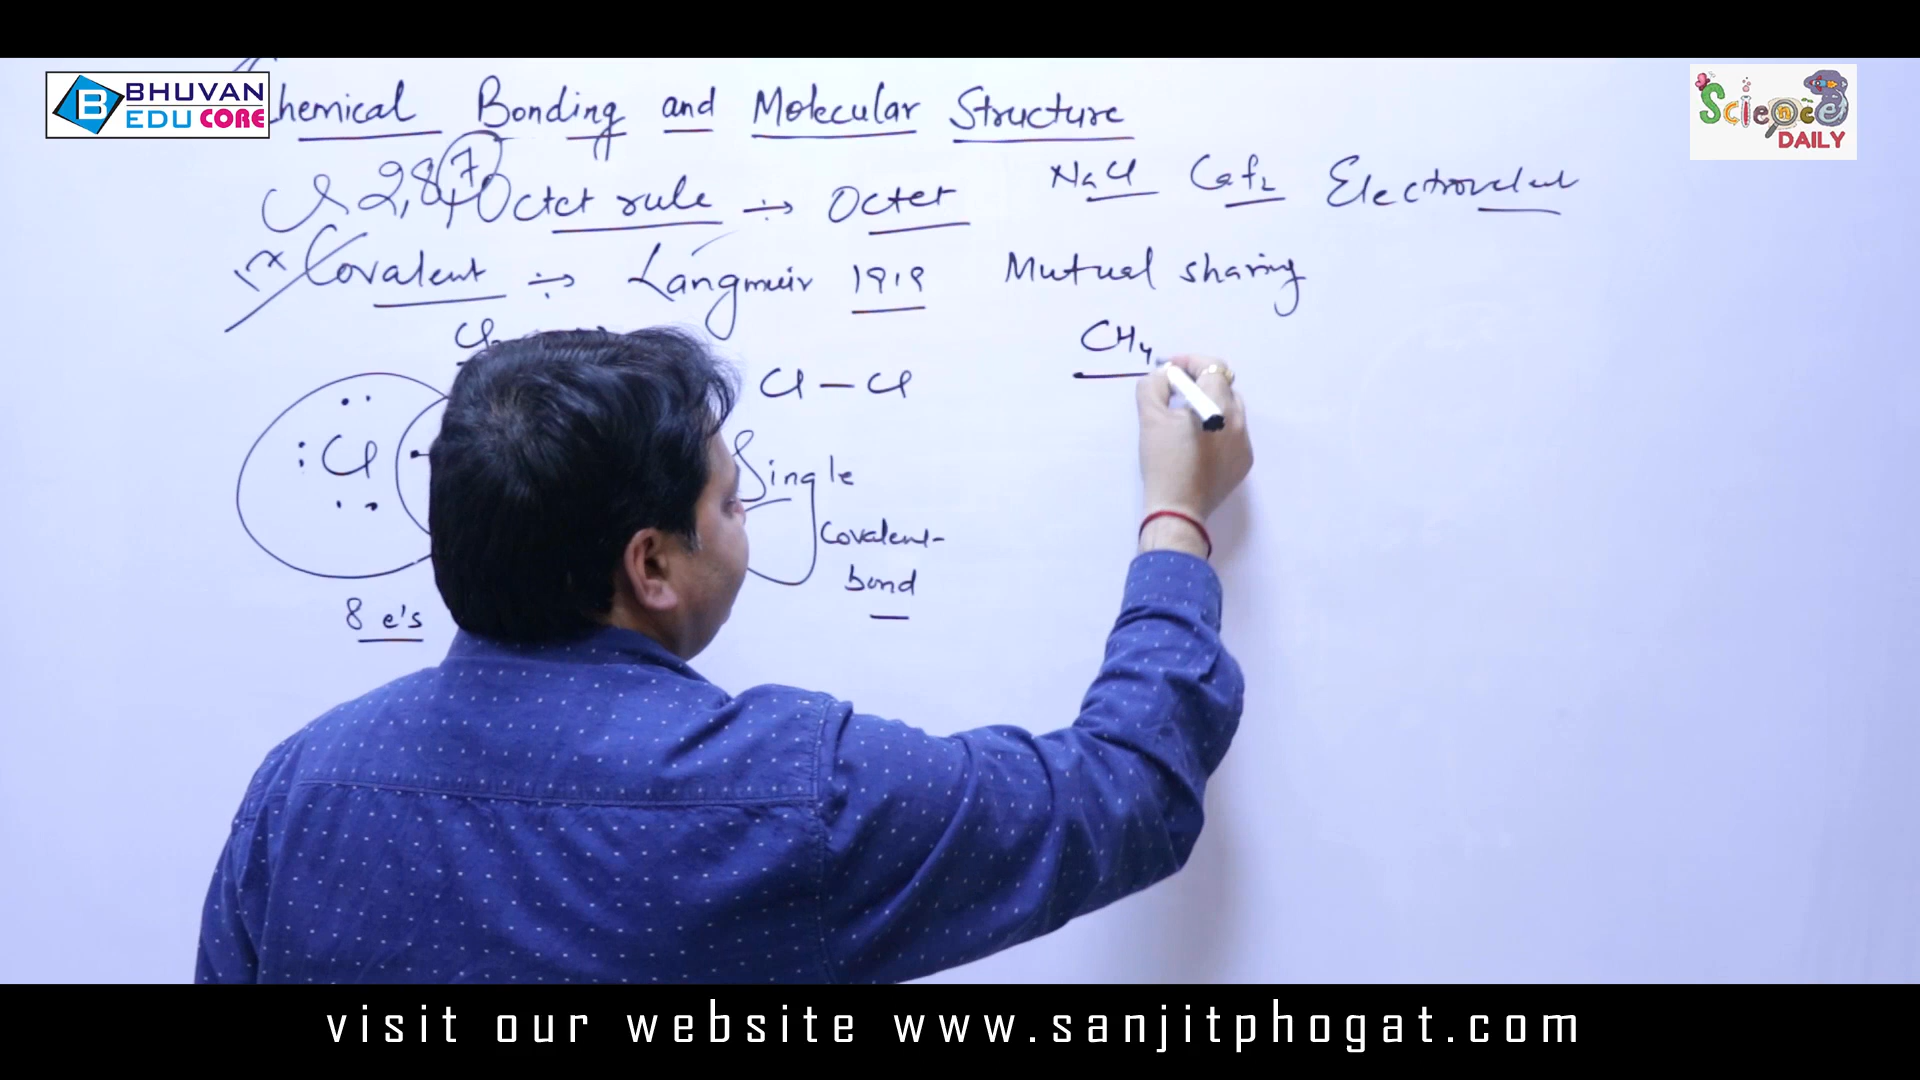 BHUVAN
EDU CORE
Science
DAILY
Chemical Bonding and Molecular Structure
Cl 2,8,7 Octet rule ÷> Octet NaCl CaF2 Electrovalent
Covalent ÷> Langmuir 1919 Mutual sharing
Cl2 CH4
Cl – Cl
: Cl
Single
Covalent-
bond
8 e's
visit our website www.sanjitphogat.com